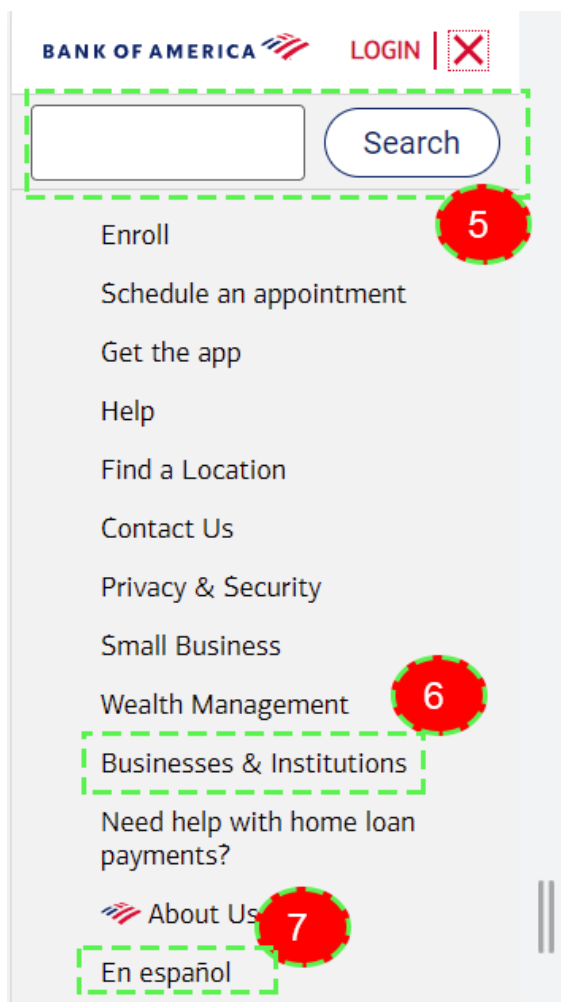 BANK OF AMERICA LOGIN
Search
5
Enroll
Schedule an appointment
Get the app
Help
Find a Location
Contact Us
Privacy & Security
Small Business
6
Wealth Management
Businesses & Institutions
Need help with home loan
payments?
About Us
7
En español